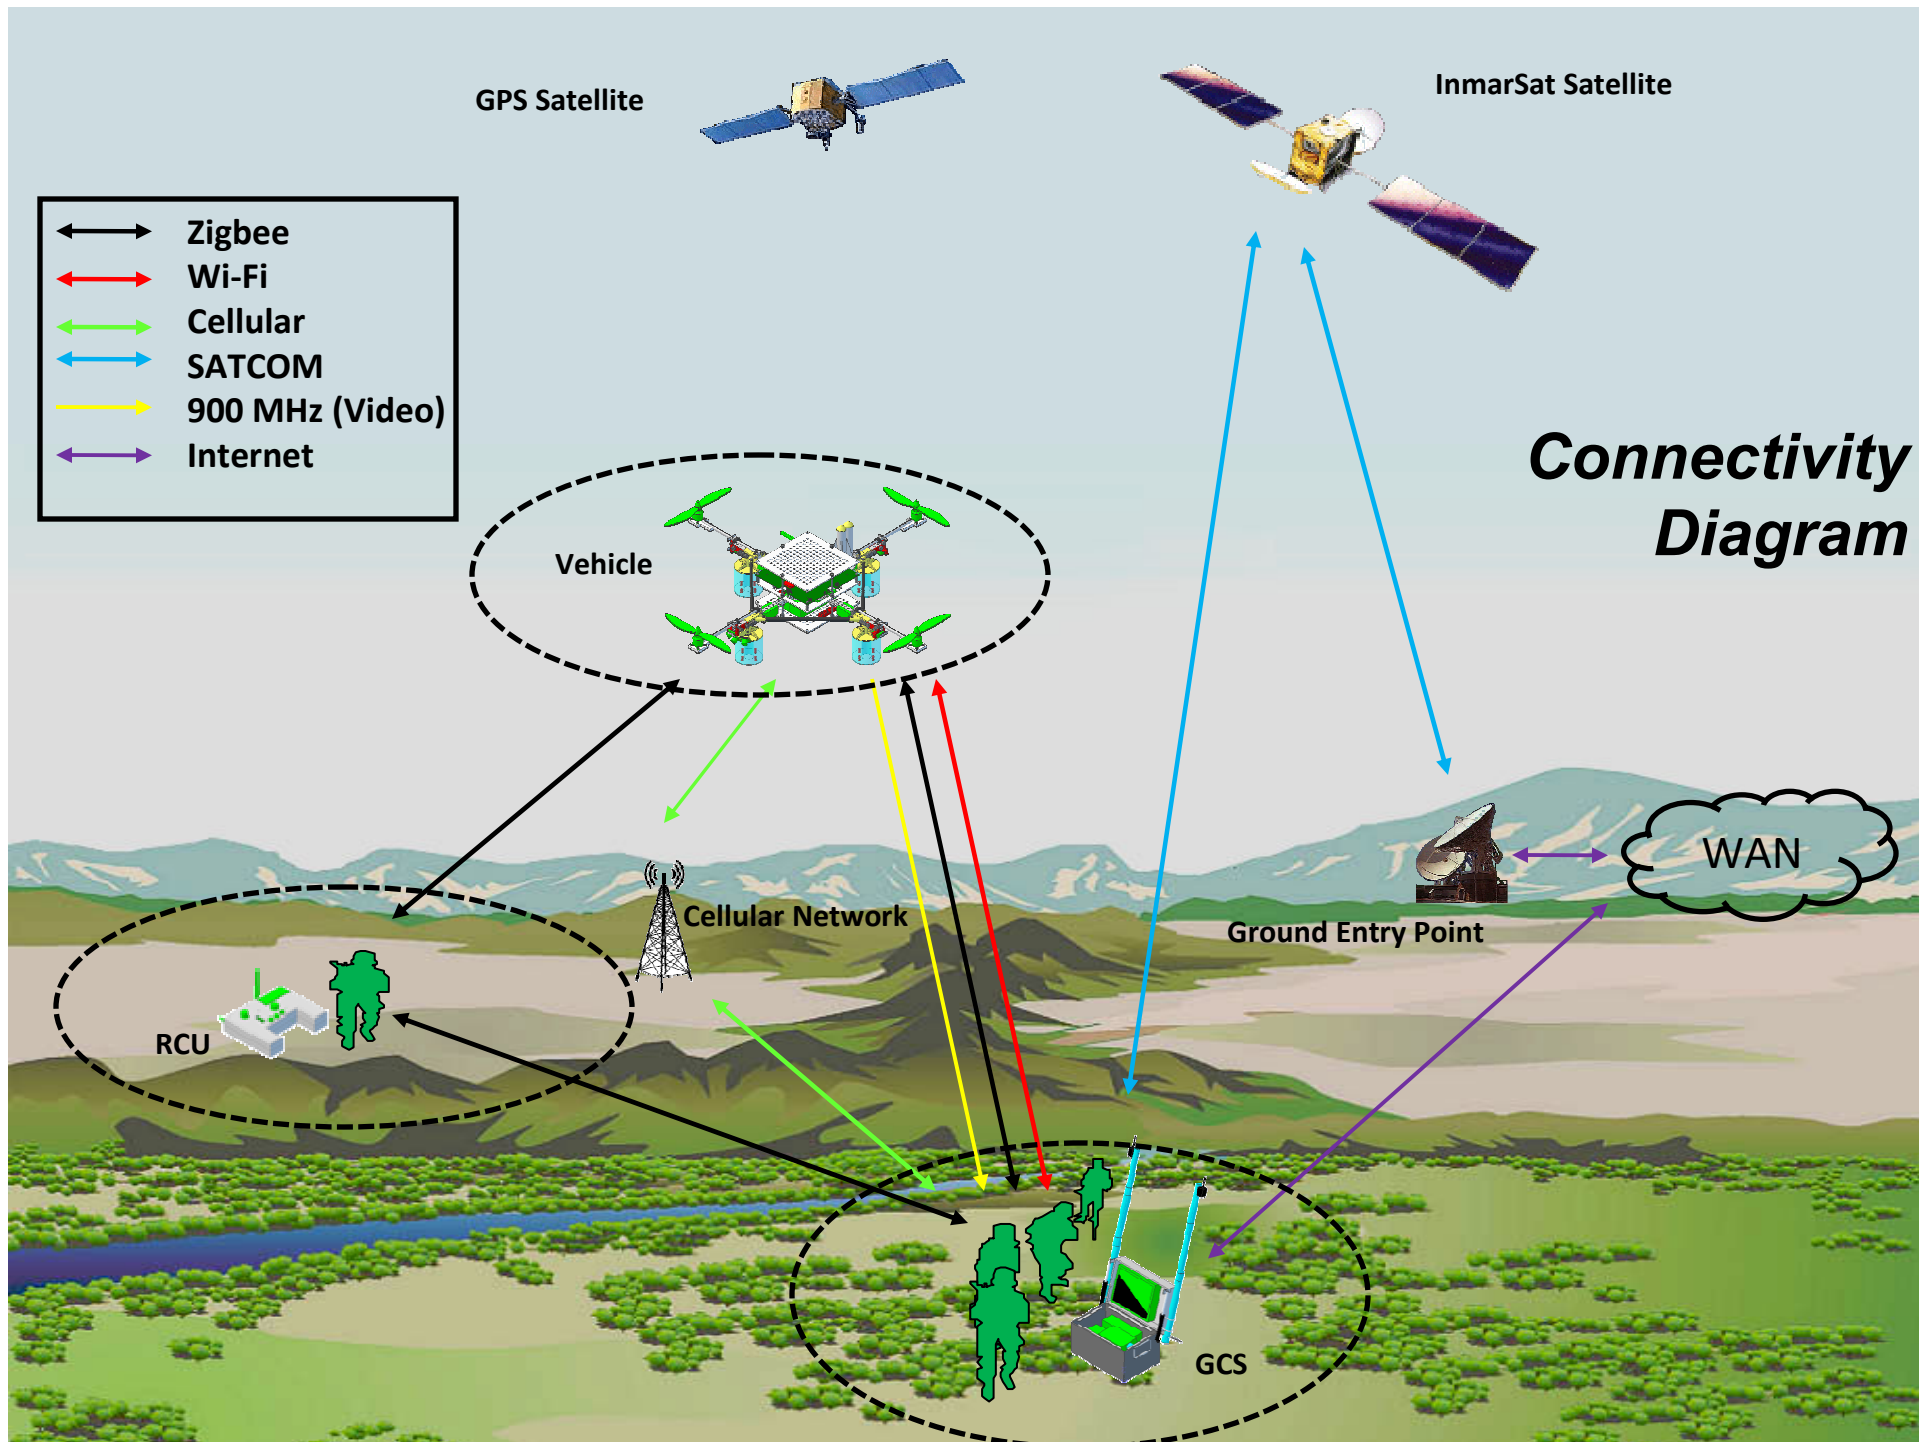 GPS Satellite
InmarSat Satellite
Zigbee
Wi-Fi
Cellular
SATCOM
900 MHz (Video)
Internet
Connectivity
Diagram
Vehicle
WAN
Cellular Network
Ground Entry Point
RCU
GCS